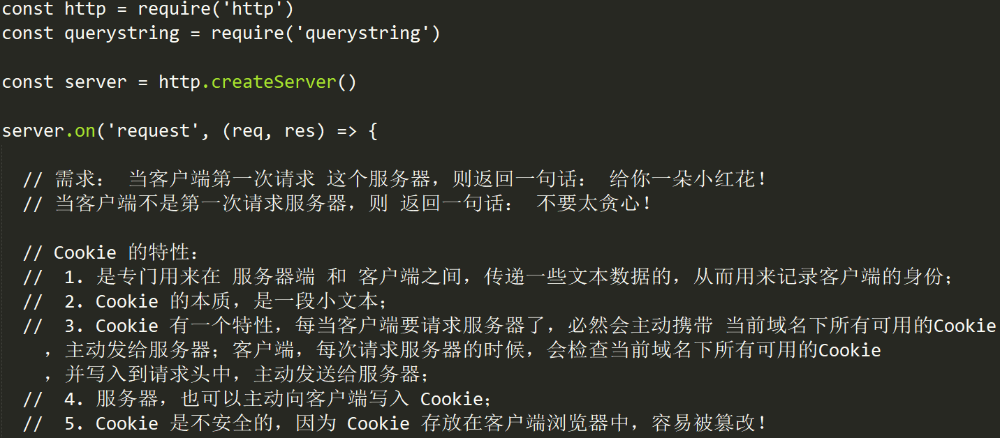 const http = require('http')
const querystring = require('querystring')
const server = http.createServer()
server.on('request', (req, res) => {
// 需求： 当客户端第一次请求 这个服务器，则返回一句话： 给你一朵小红花！
// 当客户端不是第一次请求服务器，则 返回一句话： 不要太贪心！
// Cookie 的特性：
// 1. 是专门用来在 服务器端 和 客户端之间，传递一些文本数据的，从而用来记录客户端的身份；
// 2. Cookie 的本质，是一段小文本；
// 3. Cookie 有一个特性，每当客户端要请求服务器了，必然会主动携带 当前域名下所有可用的Cookie
，主动发给服务器；客户端，每次请求服务器的时候，会检查当前域名下所有可用的Cookie
，并写入到请求头中，主动发送给服务器；
// 4. 服务器，也可以主动向客户端写入 Cookie；
// 5. Cookie 是不安全的，因为 Cookie 存放在客户端浏览器中，容易被篡改！